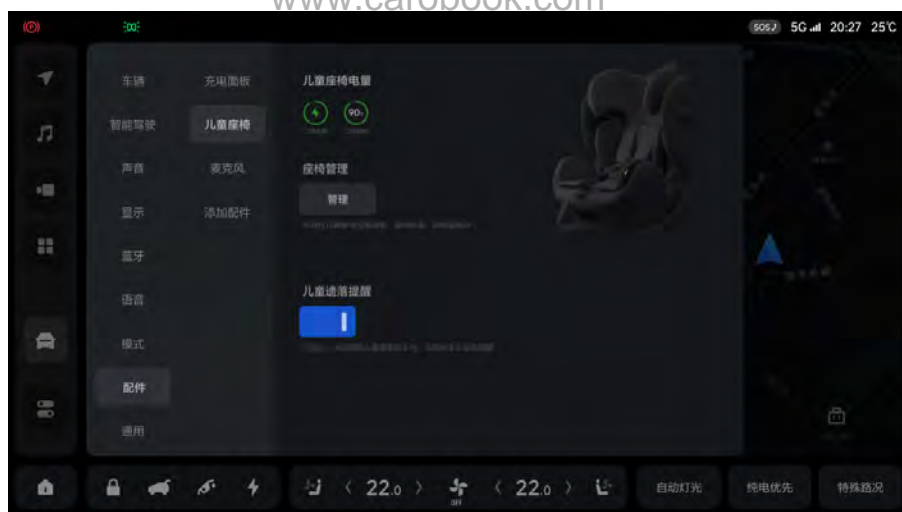 www.carobook.com
SOS 5G 20:27 25℃
车辆 充电面板 儿童座椅电量
智能驾驶 儿童座椅 90%
声音 麦克风 座椅管理
显示 添加配件 管理
蓝牙
语音 儿童遗落提醒
模式
配件
通用
22.0 OFF 22.0 自动灯光 纯电优先 特殊路况